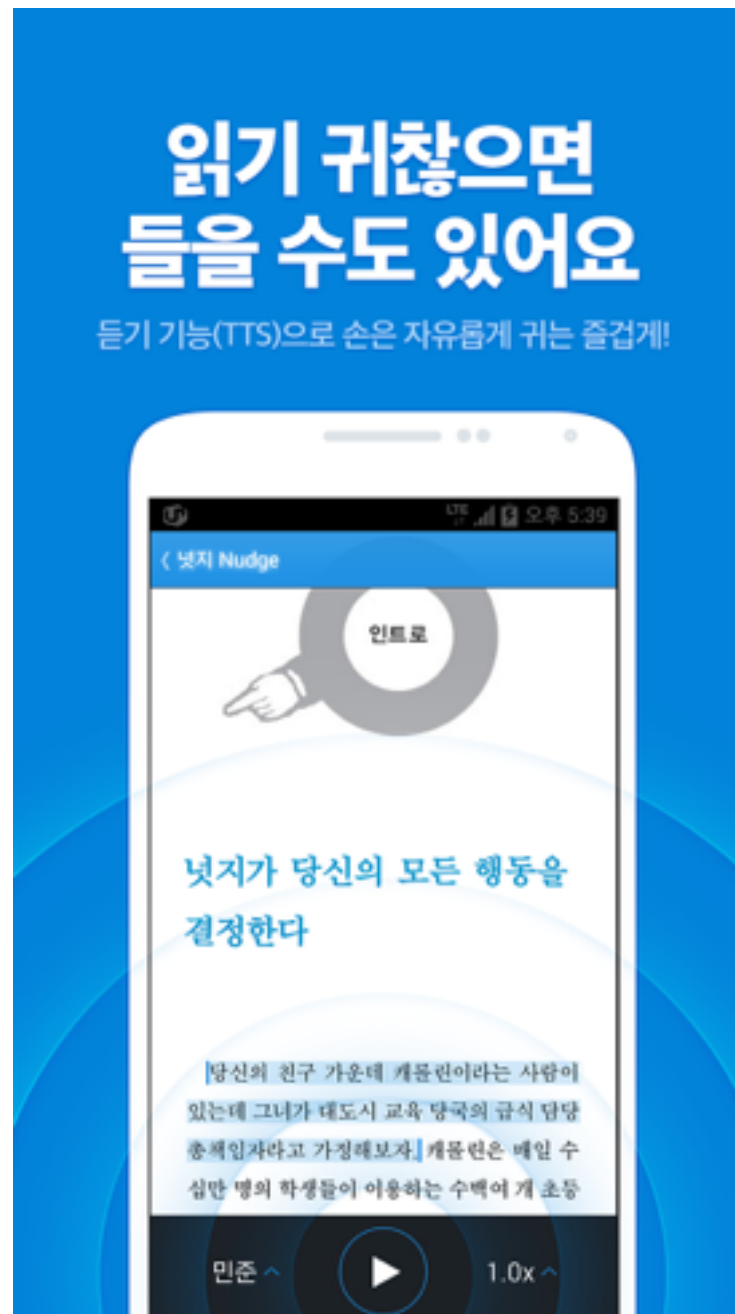 읽기 귀찮으면
들을 수도 있어요
듣기 기능(TTS)으로 손은 자유롭게 귀는 즐겁게!
LTE 오후 5:39
넛지 Nudge
인트로
넛지가 당신의 모든 행동을
결정한다
당신의 친구 가운데 캐롤린이라는 사람이
있는데 그녀가 대도시 교육 당국의 급식 담당
총책임자라고 가정해보자. 캐롤린은 매일 수
십만 명의 학생들이 이용하는 수백여 개 초등
민준 1.0x